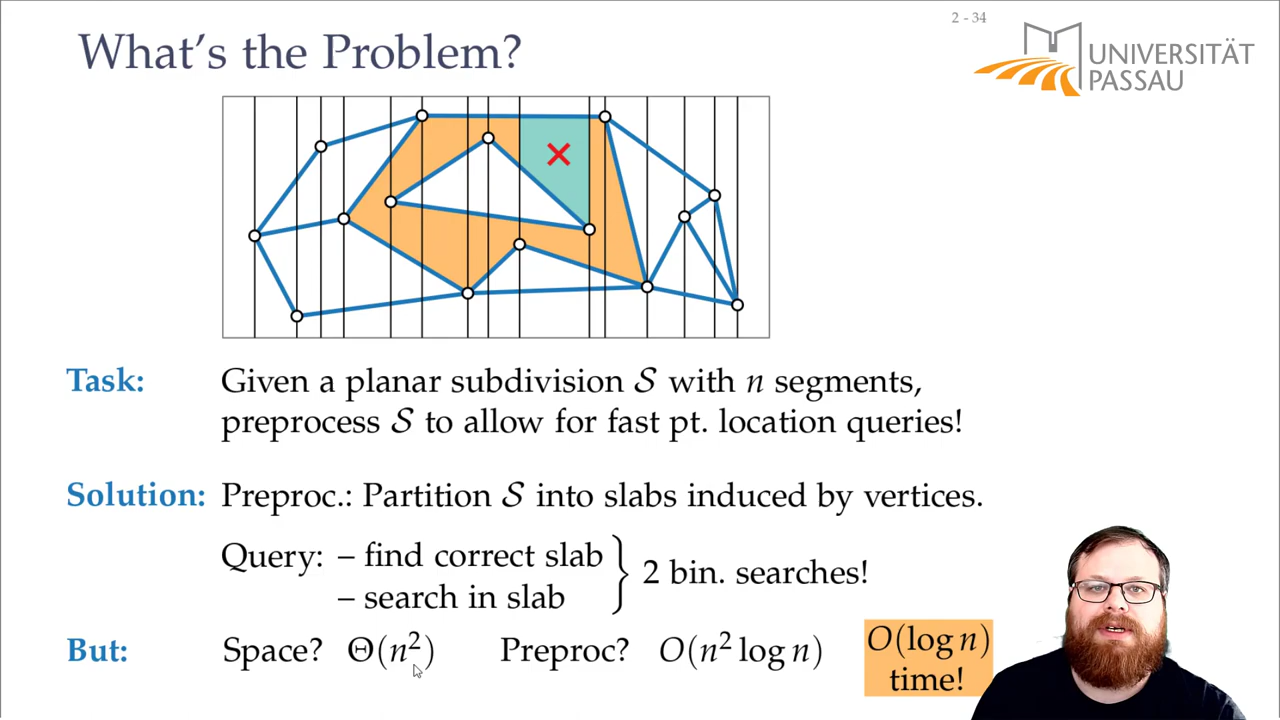 2 - 34
What's the Problem?
UNIVERSITÄT
PASSAU
Task: Given a planar subdivision 𝒮 with n segments,
preprocess 𝒮 to allow for fast pt. location queries!
Solution: Preproc.: Partition 𝒮 into slabs induced by vertices.
Query: – find correct slab
– search in slab
2 bin. searches!
But: Space? Θ(n²) Preproc? O(n² log n)
O(log n)
time!